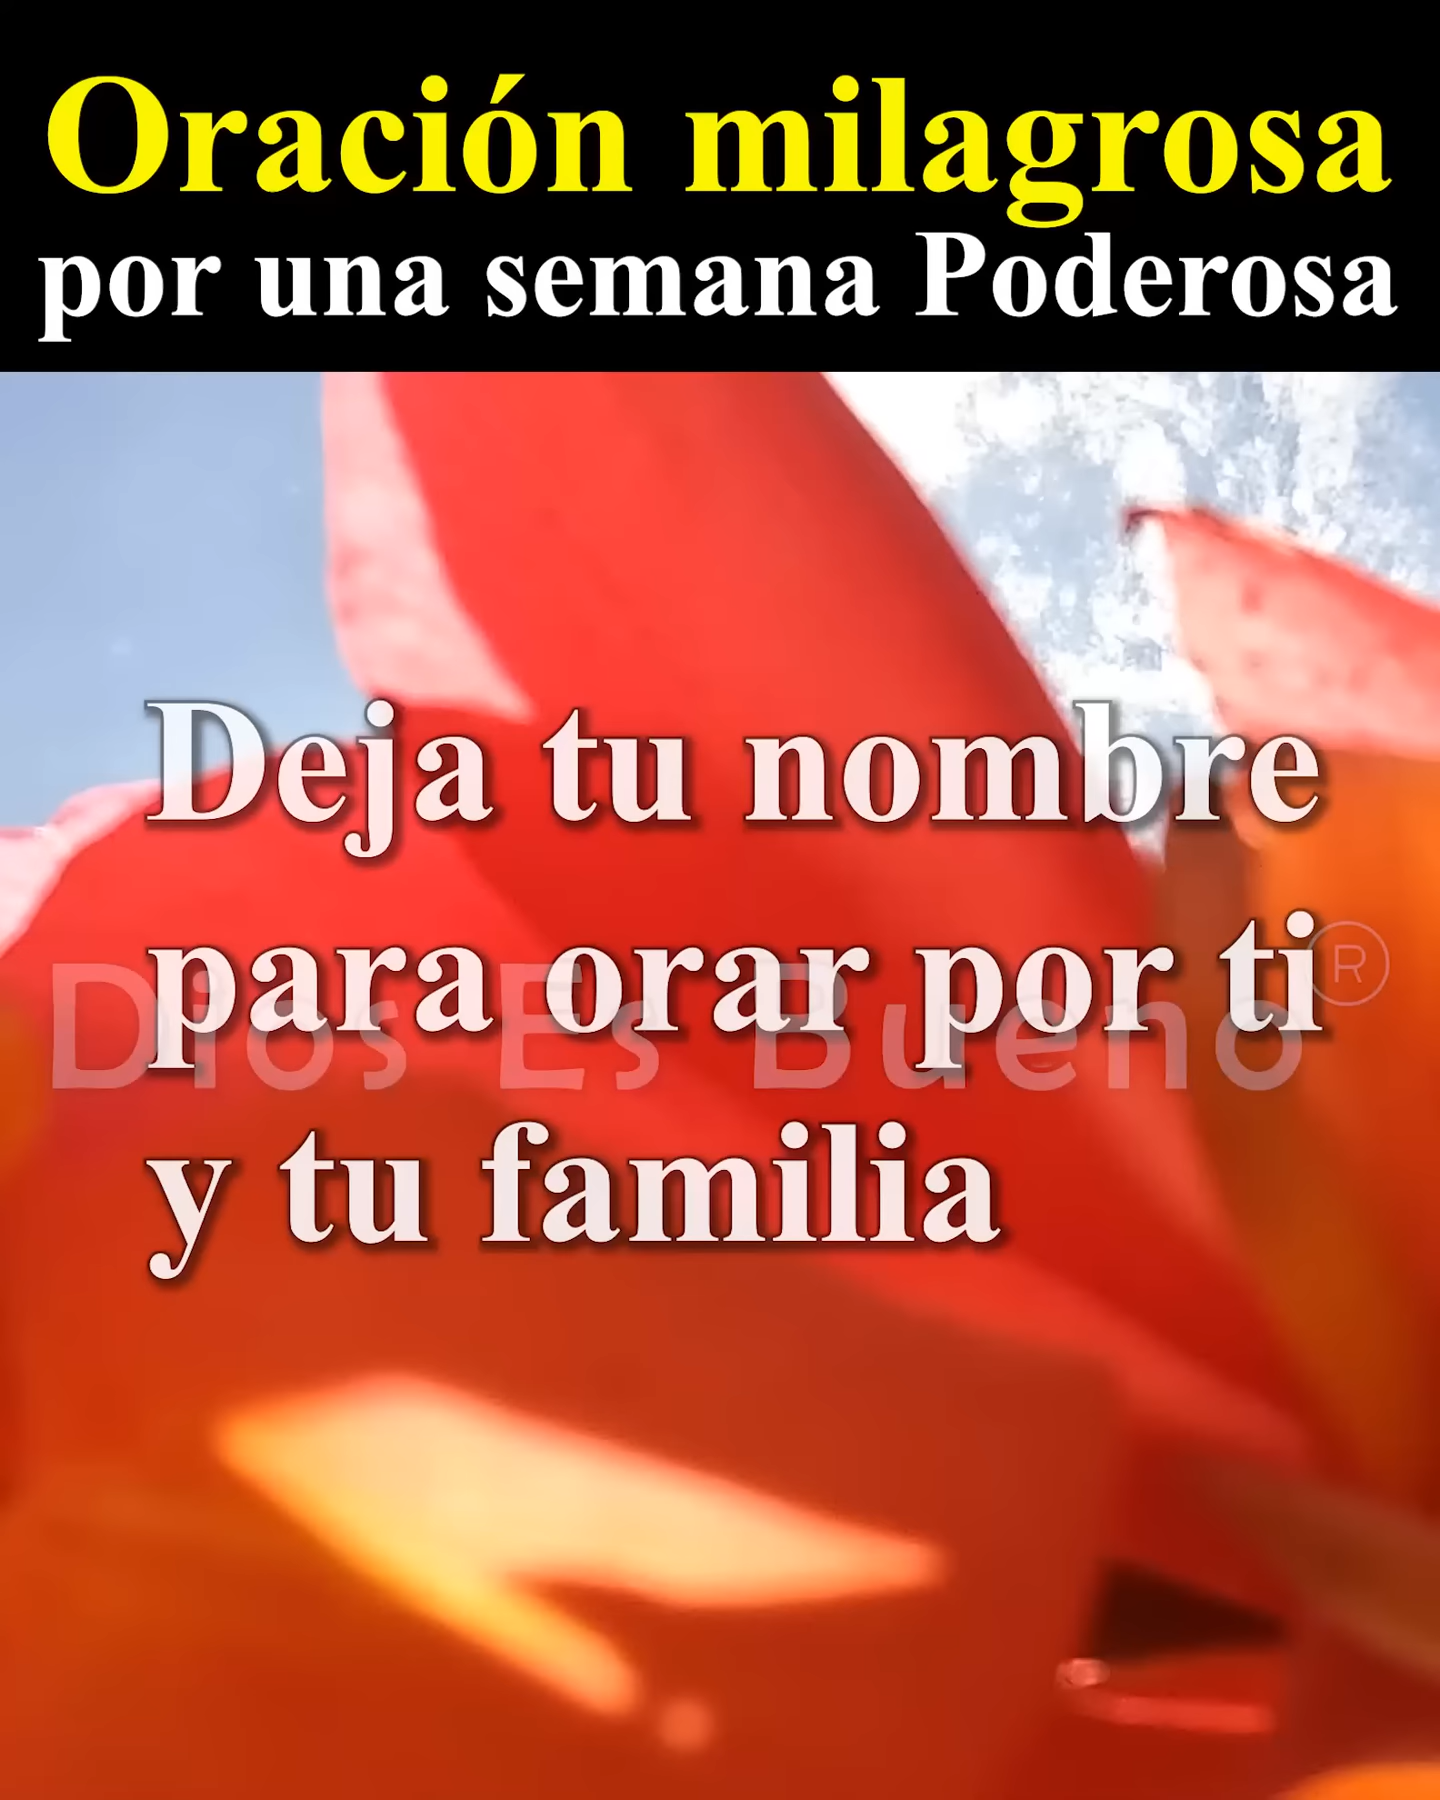 Oración milagrosa
por una semana Poderosa
Deja tu nombre
para orar por ti
Dios Es Bueno®
y tu familia